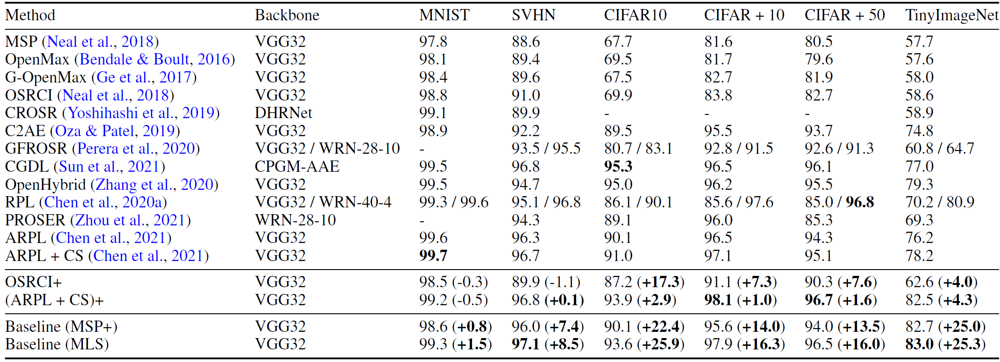 Method Backbone MNIST SVHN CIFAR10 CIFAR + 10 CIFAR + 50 TinyImageNet
MSP (Neal et al., 2018) VGG32 97.8 88.6 67.7 81.6 80.5 57.7
OpenMax (Bendale & Boult, 2016) VGG32 98.1 89.4 69.5 81.7 79.6 57.6
G-OpenMax (Ge et al., 2017) VGG32 98.4 89.6 67.5 82.7 81.9 58.0
OSRCI (Neal et al., 2018) VGG32 98.8 91.0 69.9 83.8 82.7 58.6
CROSR (Yoshihashi et al., 2019) DHRNet 99.1 89.9 - - - 58.9
C2AE (Oza & Patel, 2019) VGG32 98.9 92.2 89.5 95.5 93.7 74.8
GFROSR (Perera et al., 2020) VGG32 / WRN-28-10 - 93.5 / 95.5 80.7 / 83.1 92.8 / 91.5 92.6 / 91.3 60.8 / 64.7
CGDL (Sun et al., 2021) CPGM-AAE 99.5 96.8 95.3 96.5 96.1 77.0
OpenHybrid (Zhang et al., 2020) VGG32 99.5 94.7 95.0 96.2 95.5 79.3
RPL (Chen et al., 2020a) VGG32 / WRN-40-4 99.3 / 99.6 95.1 / 96.8 86.1 / 90.1 85.6 / 97.6 85.0 / 96.8 70.2 / 80.9
PROSER (Zhou et al., 2021) WRN-28-10 - 94.3 89.1 96.0 85.3 69.3
ARPL (Chen et al., 2021) VGG32 99.6 96.3 90.1 96.5 94.3 76.2
ARPL + CS (Chen et al., 2021) VGG32 99.7 96.7 91.0 97.1 95.1 78.2
OSRCI+ VGG32 98.5 (-0.3) 89.9 (-1.1) 87.2 (+17.3) 91.1 (+7.3) 90.3 (+7.6) 62.6 (+4.0)
(ARPL + CS)+ VGG32 99.2 (-0.5) 96.8 (+0.1) 93.9 (+2.9) 98.1 (+1.0) 96.7 (+1.6) 82.5 (+4.3)
Baseline (MSP+) VGG32 98.6 (+0.8) 96.0 (+7.4) 90.1 (+22.4) 95.6 (+14.0) 94.0 (+13.5) 82.7 (+25.0)
Baseline (MLS) VGG32 99.3 (+1.5) 97.1 (+8.5) 93.6 (+25.9) 97.9 (+16.3) 96.5 (+16.0) 83.0 (+25.3)